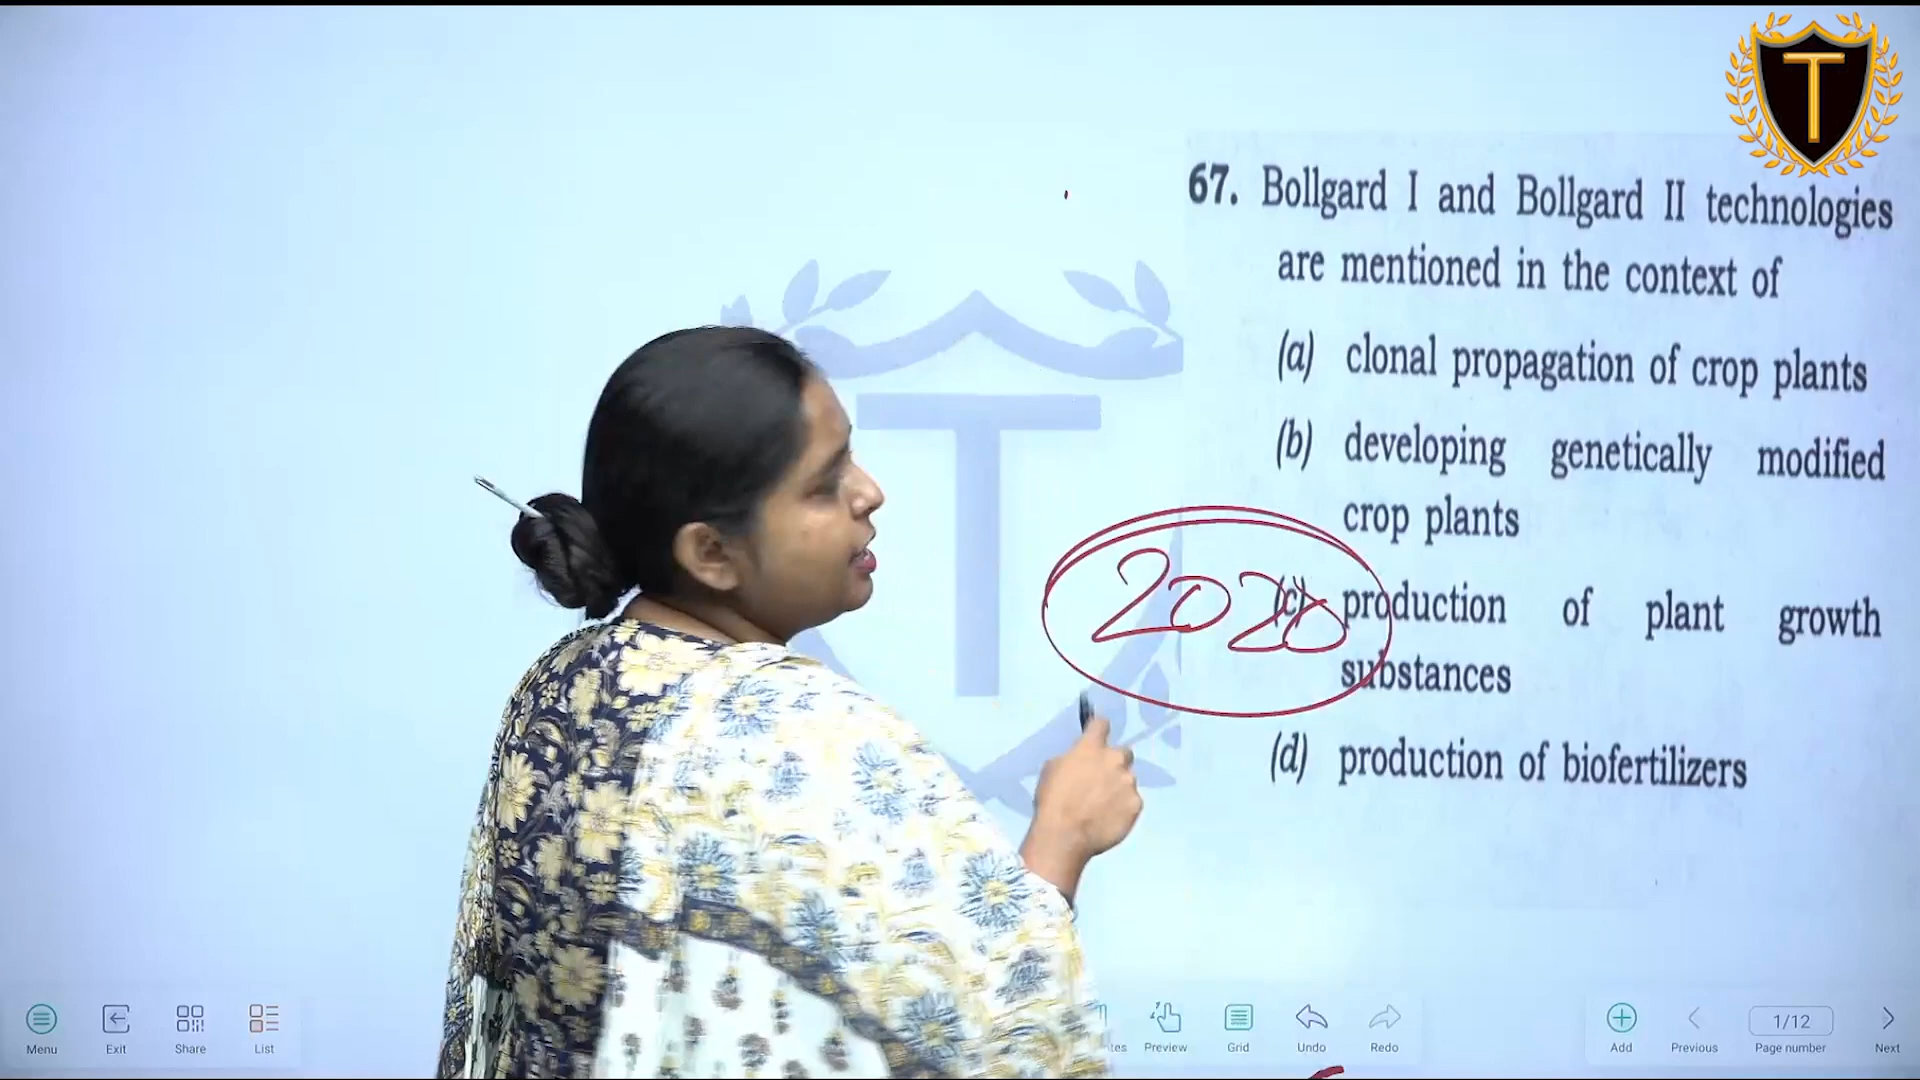 T
67. Bollgard I and Bollgard II technologies
are mentioned in the context of
(a) clonal propagation of crop plants
(b) developing genetically modified
crop plants
(c) production of plant growth
substances
(d) production of biofertilizers
2020
T
Menu Exit Share List Preview Grid Undo Redo Add Previous Page number Next
1/12